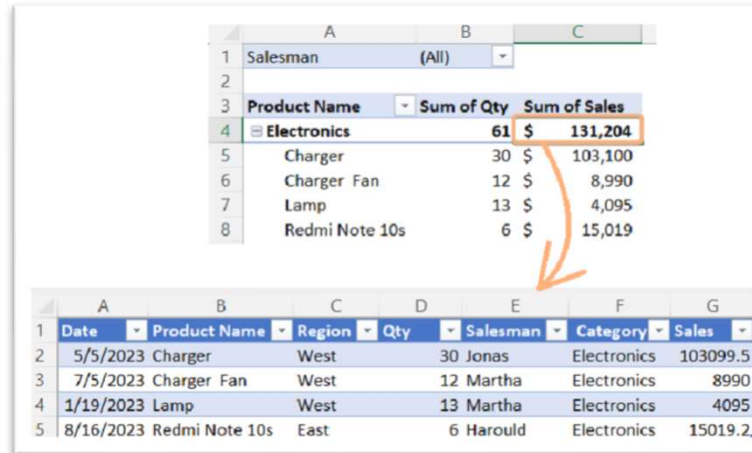 A B C
1 Salesman (All)
2
3 Product Name Sum of Qty Sum of Sales
4 Electronics 61 $ 131,204
5 Charger 30 $ 103,100
6 Charger Fan 12 $ 8,990
7 Lamp 13 $ 4,095
8 Redmi Note 10s 6 $ 15,019
A B C D E F G
1 Date Product Name Region Qty Salesman Category Sales
2 5/5/2023 Charger West 30 Jonas Electronics 103099.5
3 7/5/2023 Charger Fan West 12 Martha Electronics 8990
4 1/19/2023 Lamp West 13 Martha Electronics 4095
5 8/16/2023 Redmi Note 10s East 6 Harould Electronics 15019.2